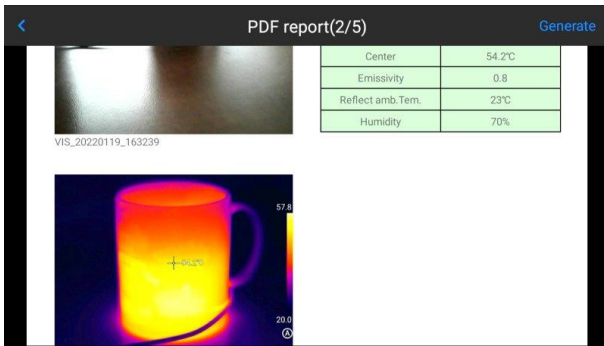 PDF report(2/5)
Generate
Center 54.2℃
Emissivity 0.8
Reflect amb.Tem. 23℃
Humidity 70%
VIS_20220119_163239
57.8
54.2℃
20.0
A